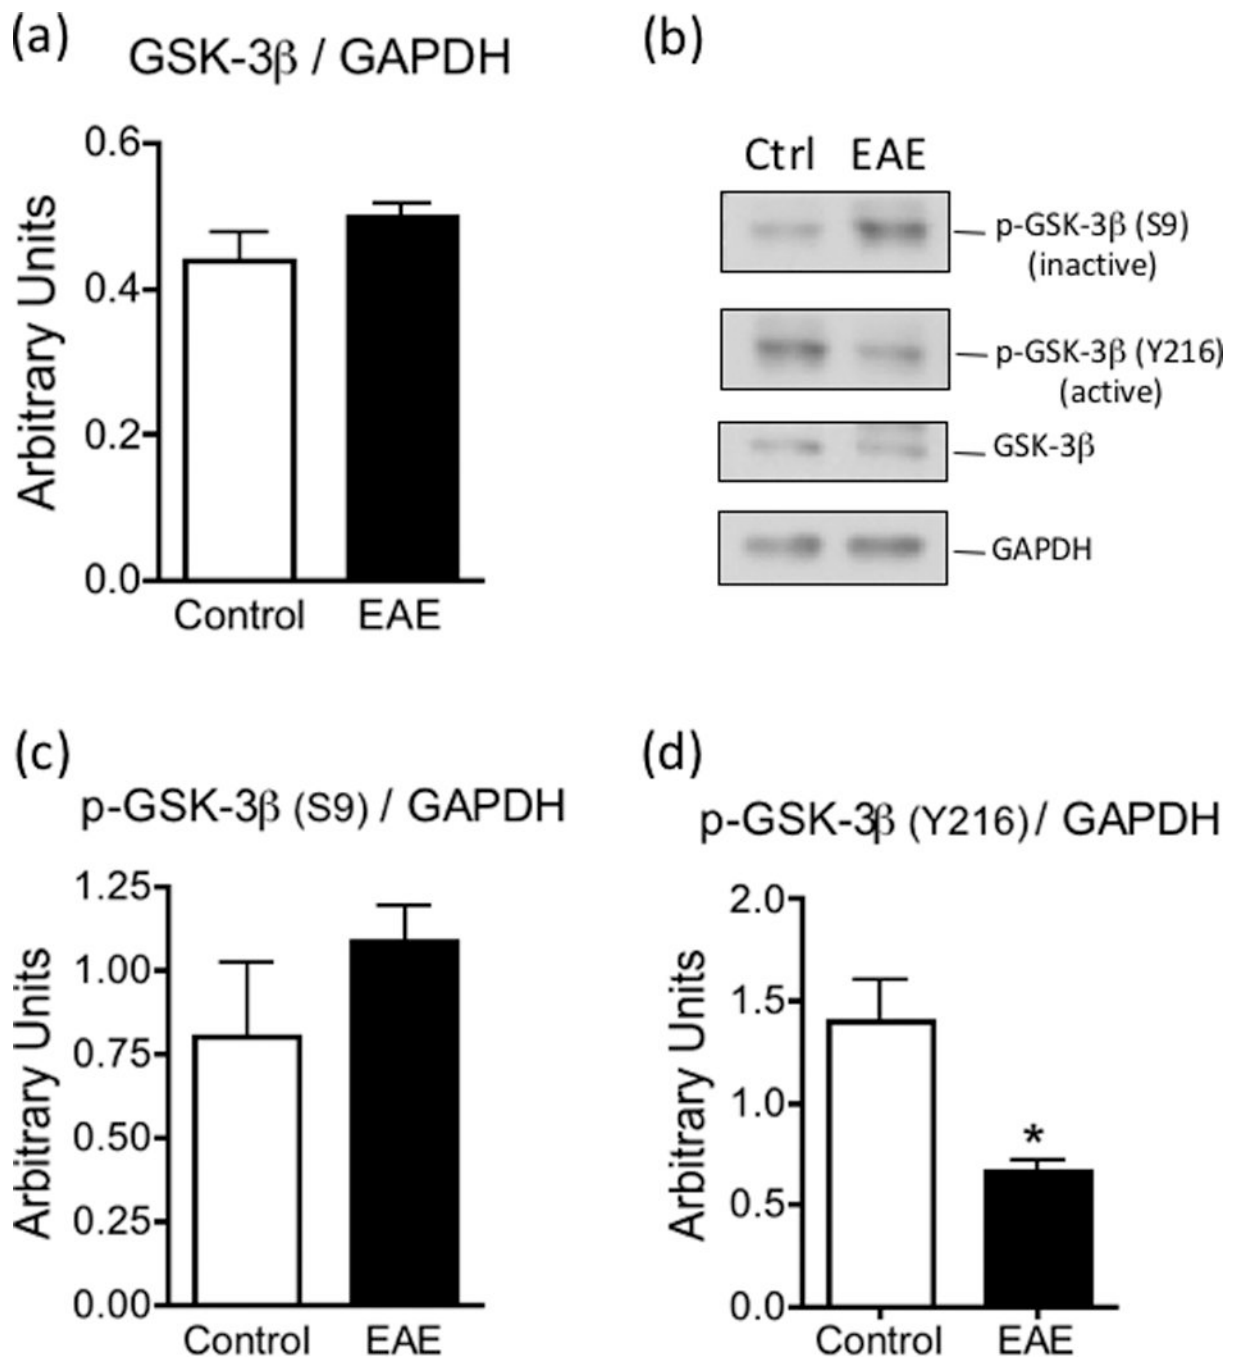 (a)
GSK-3β / GAPDH
0.6
0.4
0.2
0.0
Arbitrary Units
Control EAE
(b)
Ctrl EAE
p-GSK-3β (S9)
(inactive)
p-GSK-3β (Y216)
(active)
GSK-3β
GAPDH
(c)
p-GSK-3β (S9) / GAPDH
1.25
1.00
0.75
0.50
0.25
0.00
Arbitrary Units
Control EAE
(d)
p-GSK-3β (Y216) / GAPDH
2.0
1.5
1.0
0.5
0.0
Arbitrary Units
*
Control EAE